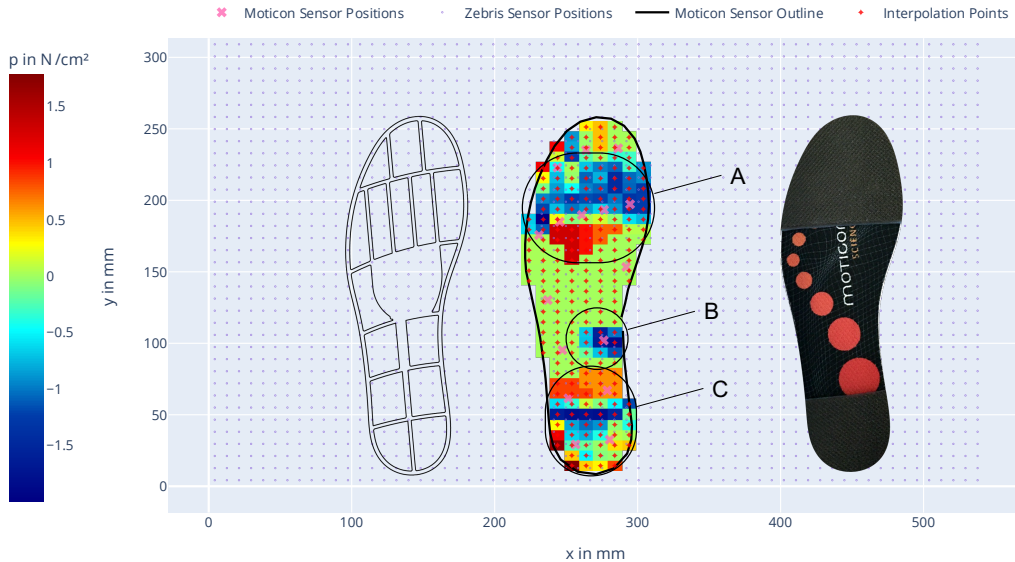 Moticon Sensor Positions
Zebris Sensor Positions
Moticon Sensor Outline
Interpolation Points
p in N/cm²
1.5
1
0.5
0
−0.5
−1
−1.5
y in mm
300
250
200
150
100
50
0
0
100
200
300
400
500
x in mm
A
B
C
moticon
SCIENC